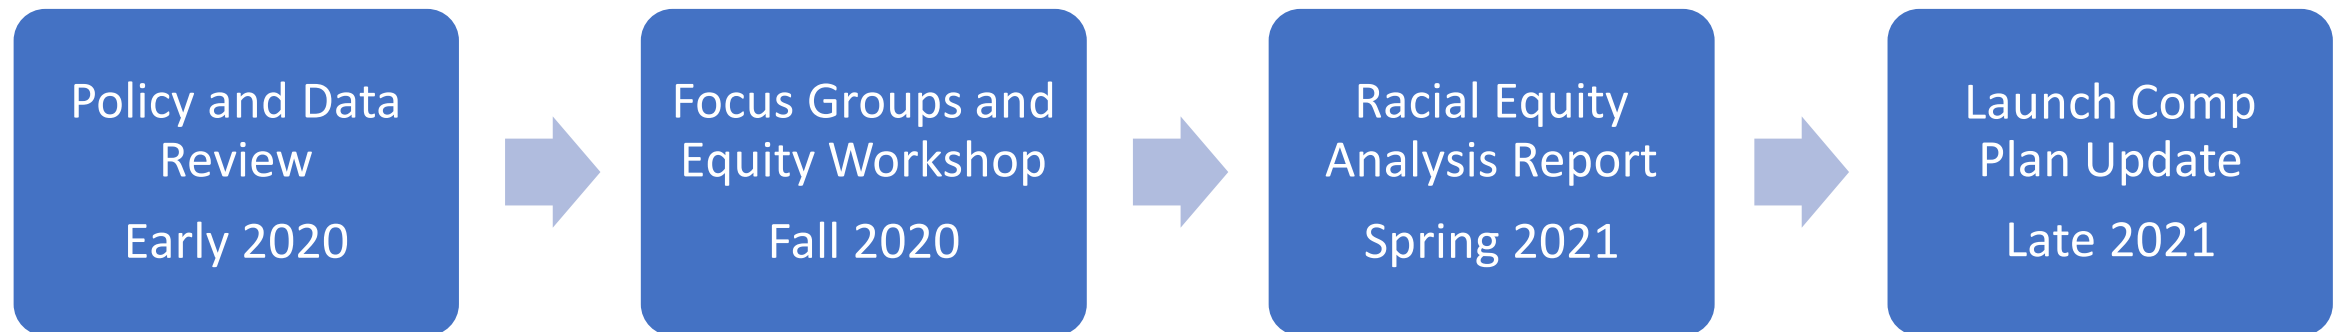 Policy and Data
Review
Early 2020
Focus Groups and
Equity Workshop
Fall 2020
Racial Equity
Analysis Report
Spring 2021
Launch Comp
Plan Update
Late 2021